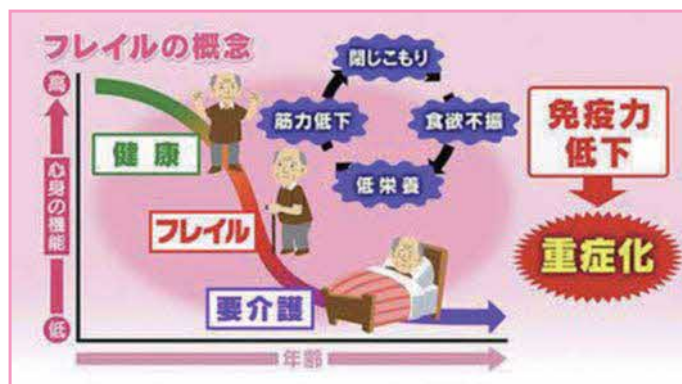 フレイルの概念
高
心身の機能
低
健康
フレイル
要介護
閉じこもり
筋力低下
食欲不振
低栄養
免疫力
低下
重症化
年齢